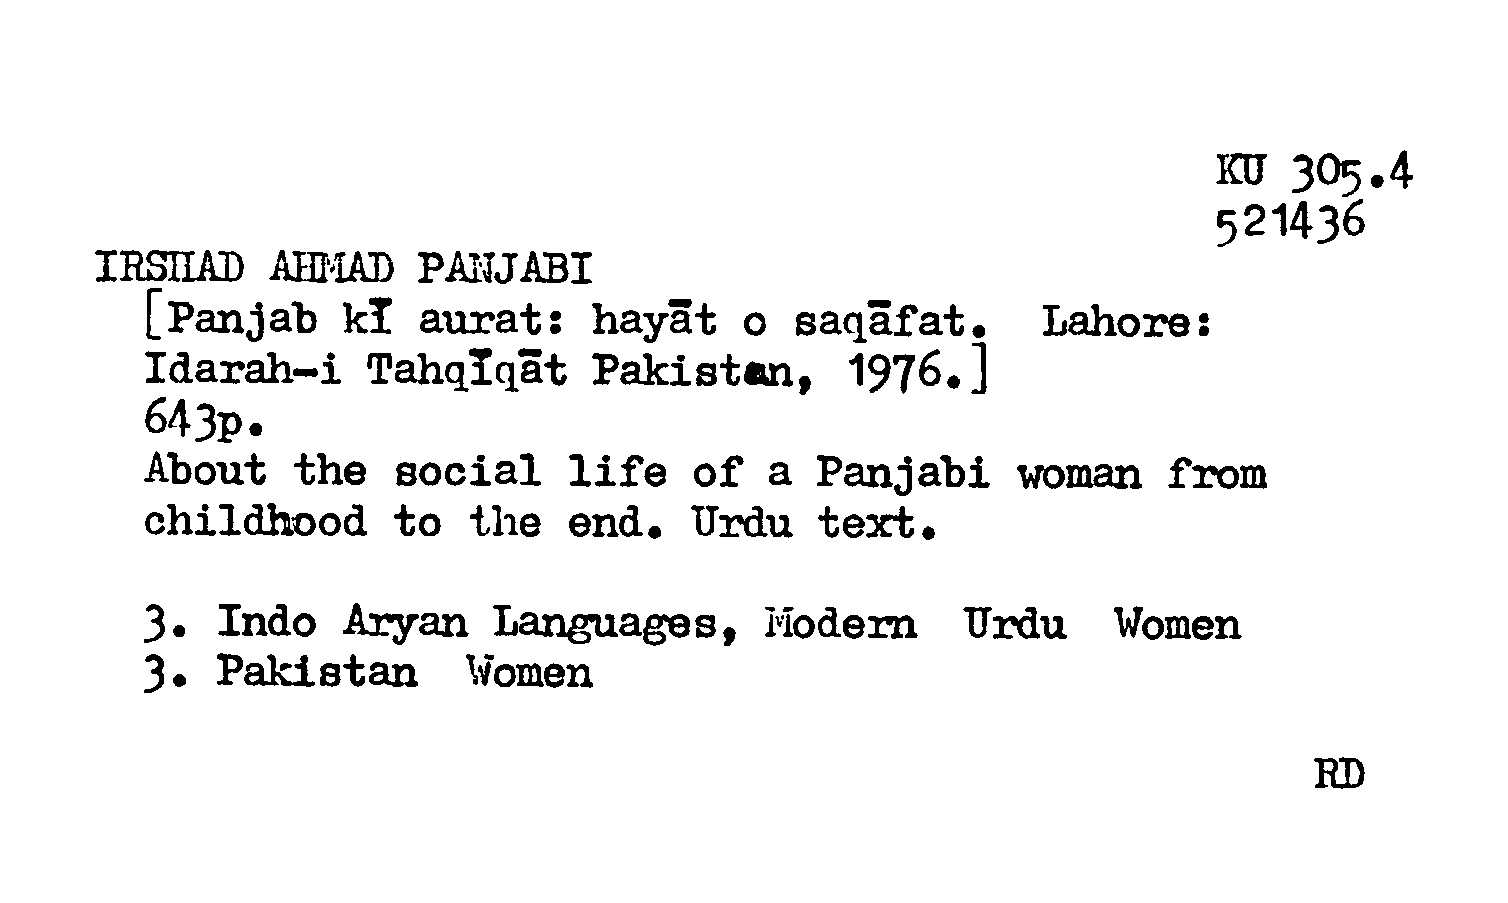 KU 305.4
521436
IRSHAD AHMAD PANJABI
[Panjab kī aurat: hayāt o saqāfat. Lahore:
Idarah-i Tahqīqāt Pakistan, 1976.]
643p.
About the social life of a Panjabi woman from
childhood to the end. Urdu text.
3. Indo Aryan Languages, Modern Urdu Women
3. Pakistan Women
RD